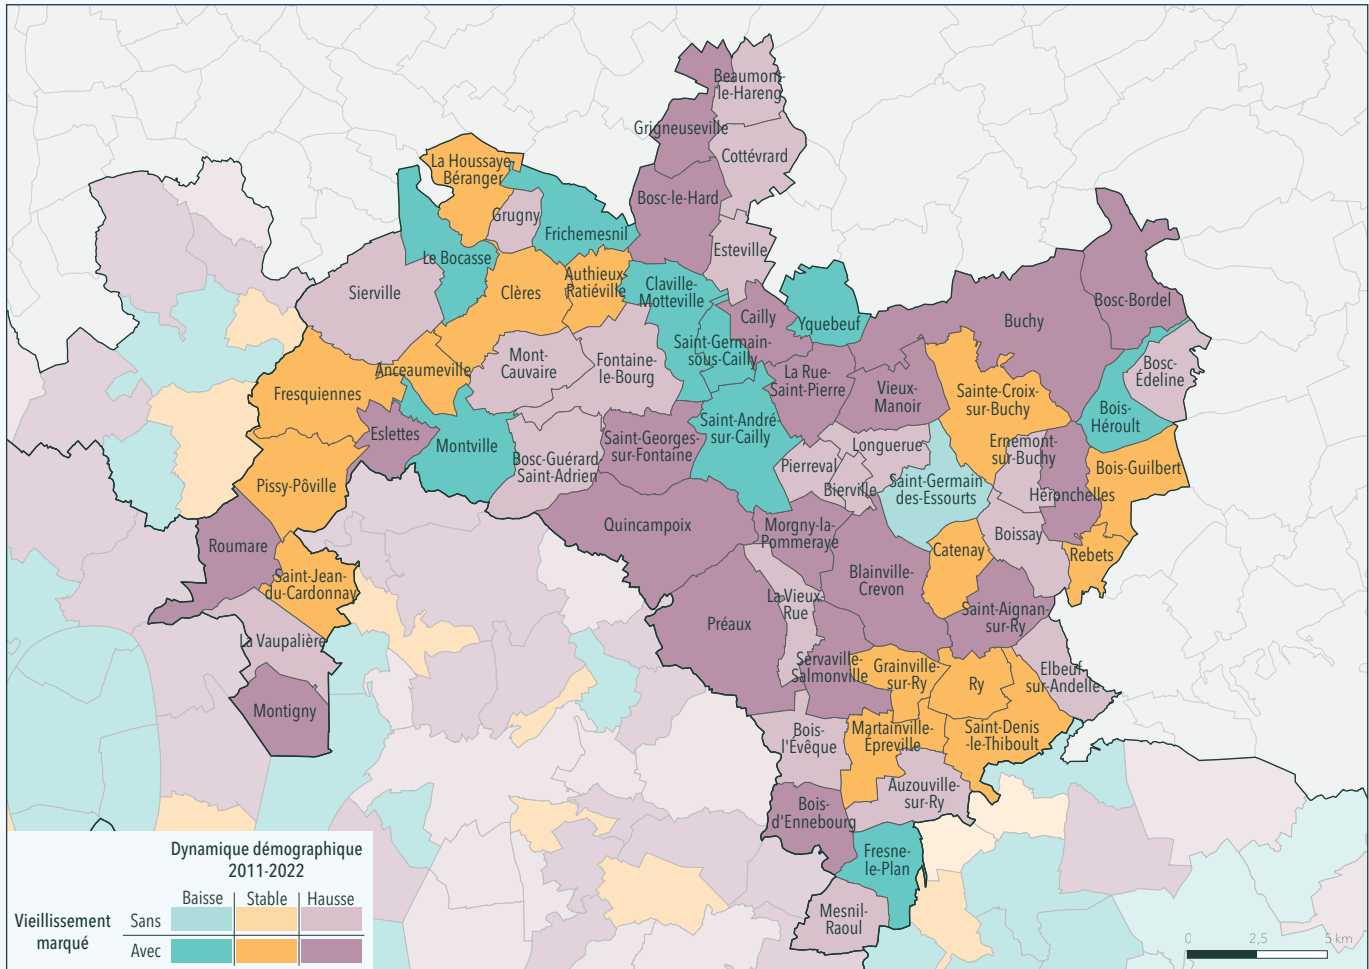 Beaumont-
le-Hareng
Grigneuseville
Cottévrard
La Houssaye-
Béranger
Bosc-le-Hard
Grugny
Frichemesnil
Esteville
Le Bocasse
Authieux-
Ratiéville
Claville-
Motteville
Sierville
Clères
Bosc-Bordel
Cailly
Yquebeuf
Buchy
Saint-Germain-
sous-Cailly
Mont-
Cauvaire
Fontaine-
le-Bourg
Anceaumeville
La Rue-
Saint-Pierre
Bosc-
Édeline
Fresquiennes
Vieux-
Manoir
Sainte-Croix-
sur-Buchy
Bois-
Héroult
Eslettes
Montville
Saint-Georges-
sur-Fontaine
Saint-André-
sur-Cailly
Longuerue
Ernemont-
sur-Buchy
Bosc-Guérard-
Saint-Adrien
Pierreval
Bois-Guilbert
Pissy-Pôville
Bierville
Saint-Germain
des-Essourts
Héronchelles
Quincampoix
Morgny-la-
Pommeraye
Boissay
Roumare
Catenay
Rebets
Saint-Jean-
du-Cardonnay
Blainville-
Crevon
La Vieux-
Rue
Saint-Aignan-
sur-Ry
Préaux
La Vaupalière
Servaville-
Salmonville
Grainville-
sur-Ry
Ry
Elbeuf-
sur-Andelle
Montigny
Bois-
l'Évêque
Martainville-
Épreville
Saint-Denis
-le-Thiboult
Auzouville-
sur-Ry
Bois-
d'Ennebourg
Fresne-
le-Plan
Mesnil-
Raoul
Dynamique démographique
2011-2022
Baisse Stable Hausse
Vieillissement
marqué
Sans
Avec
0 2,5 5 km